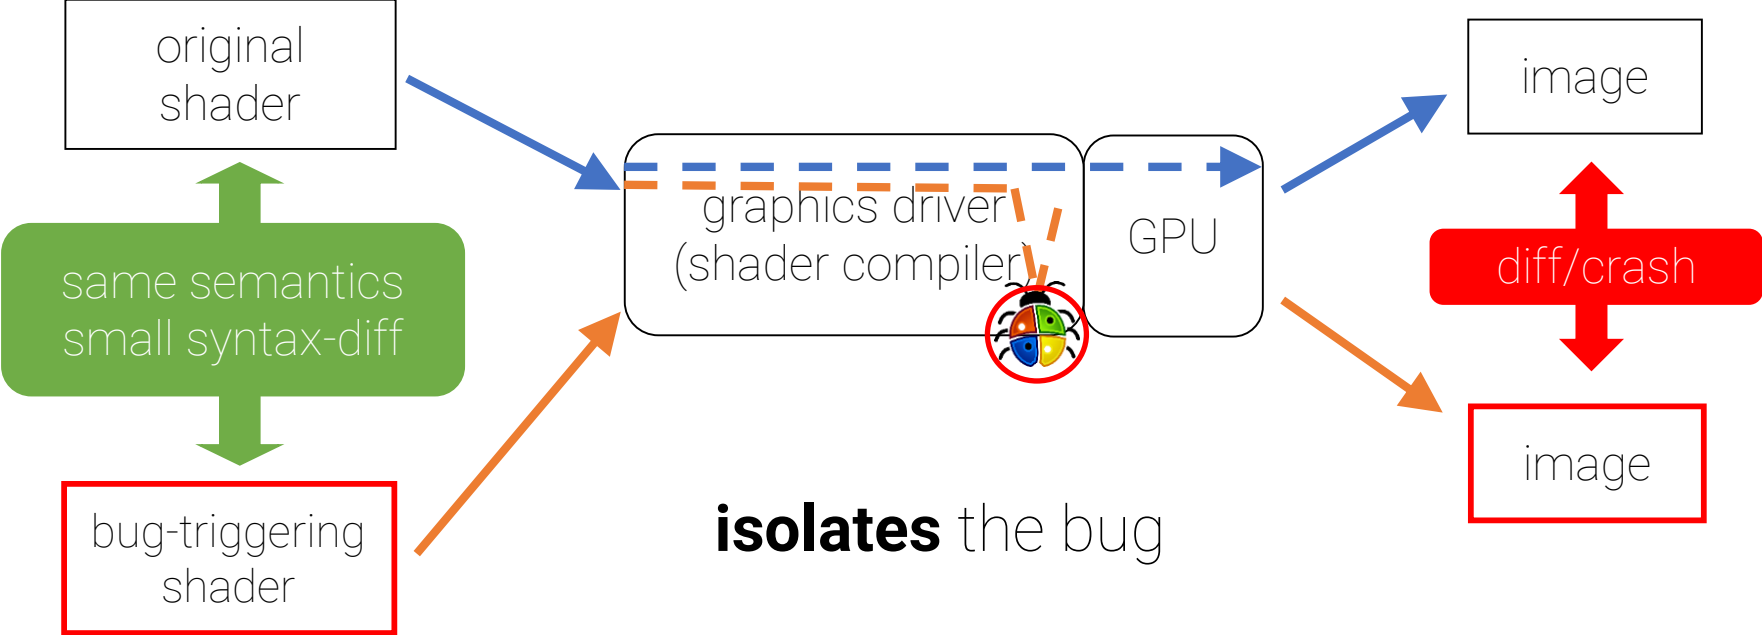 original
shader
same semantics
small syntax-diff
bug-triggering
shader
graphics driver
(shader compiler)
GPU
isolates the bug
image
diff/crash
image